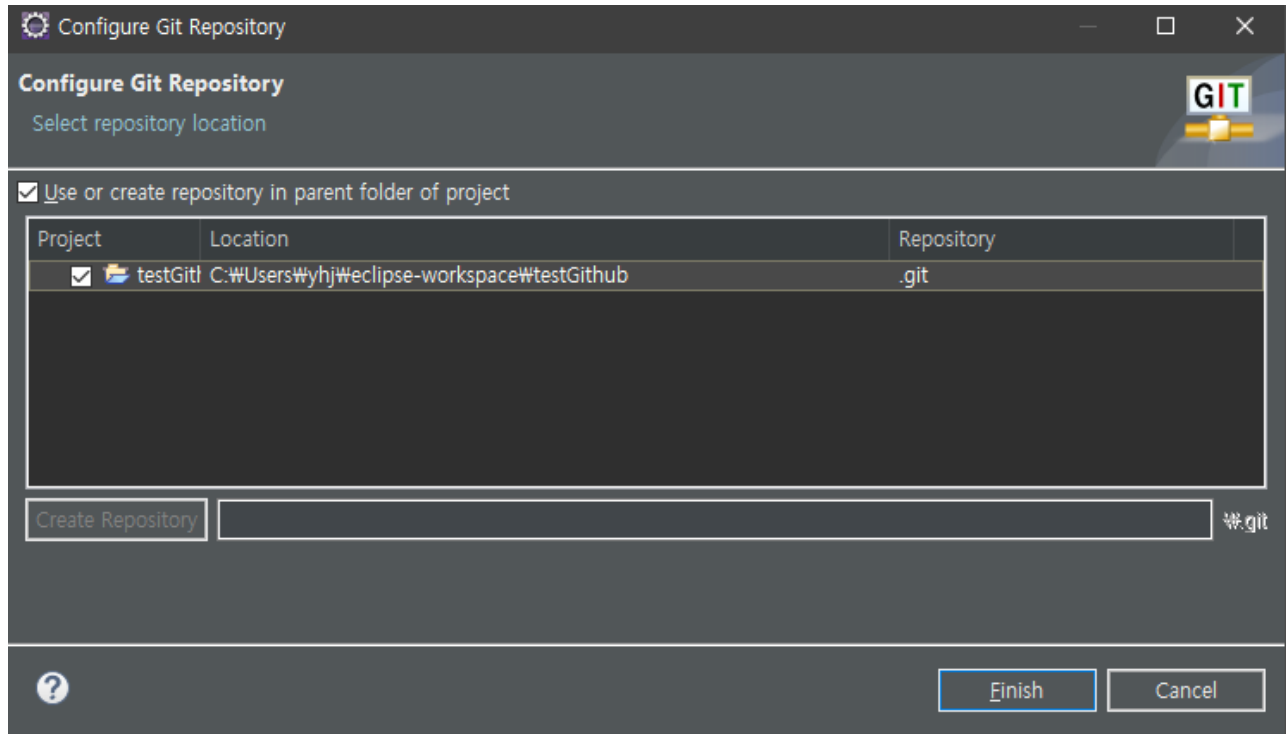 Configure Git Repository
Configure Git Repository
GIT
Select repository location
Use or create repository in parent folder of project
Project Location Repository
testGitl C:₩Users₩yhj₩eclipse-workspace₩testGithub .git
Create Repository ₩.git
? Finish Cancel